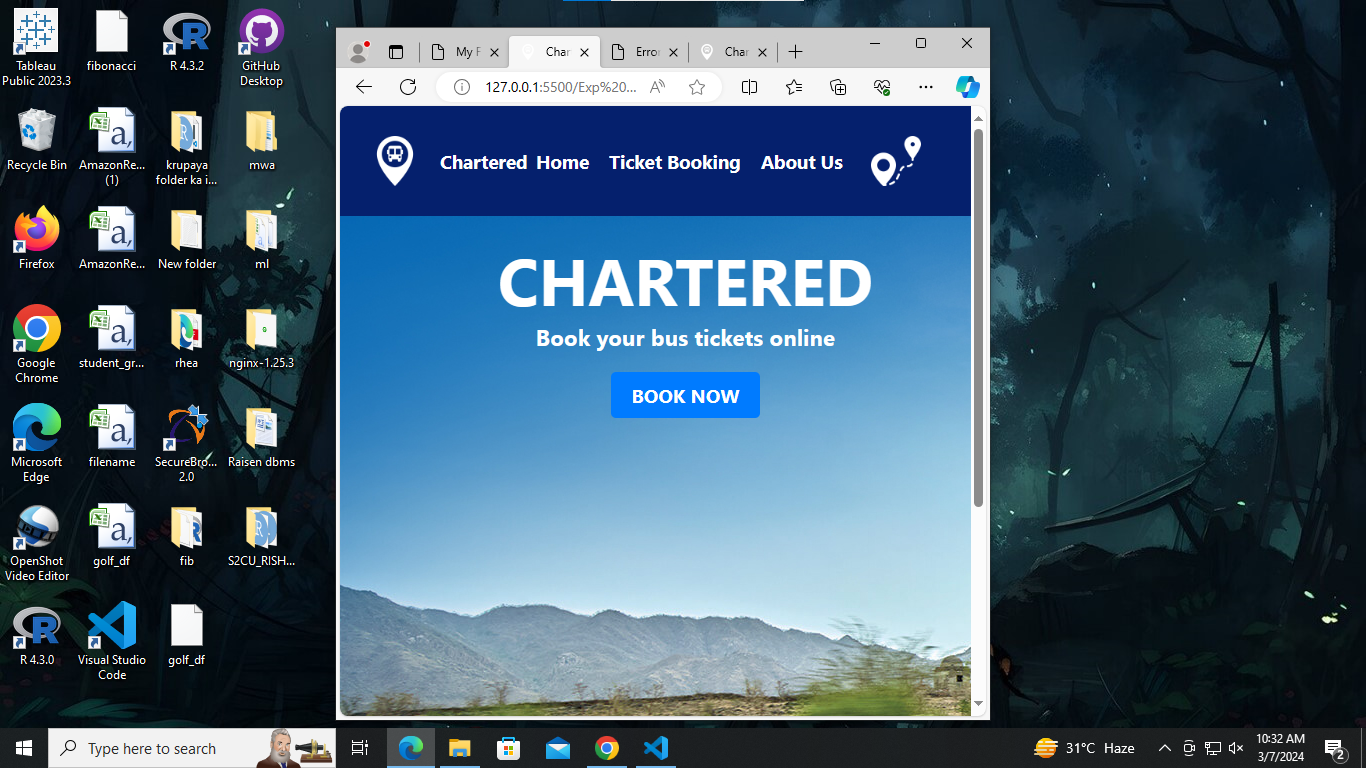 Tableau
Public 2023.3
fibonacci
R 4.3.2
GitHub
Desktop
Recycle Bin
AmazonRe...
(1)
krupaya
folder ka i...
mwa
Firefox
AmazonRe...
New folder
ml
Google
Chrome
student_gr...
rhea
nginx-1.25.3
Microsoft
Edge
filename
SecureBro...
2.0
Raisen dbms
OpenShot
Video Editor
golf_df
fib
S2CU_RISH...
R 4.3.0
Visual Studio
Code
golf_df
My F
Char
Error
Char
127.0.0.1:5500/Exp%20...
Chartered Home Ticket Booking About Us
CHARTERED
Book your bus tickets online
BOOK NOW
Type here to search
31°C Haze
10:32 AM
3/7/2024
2